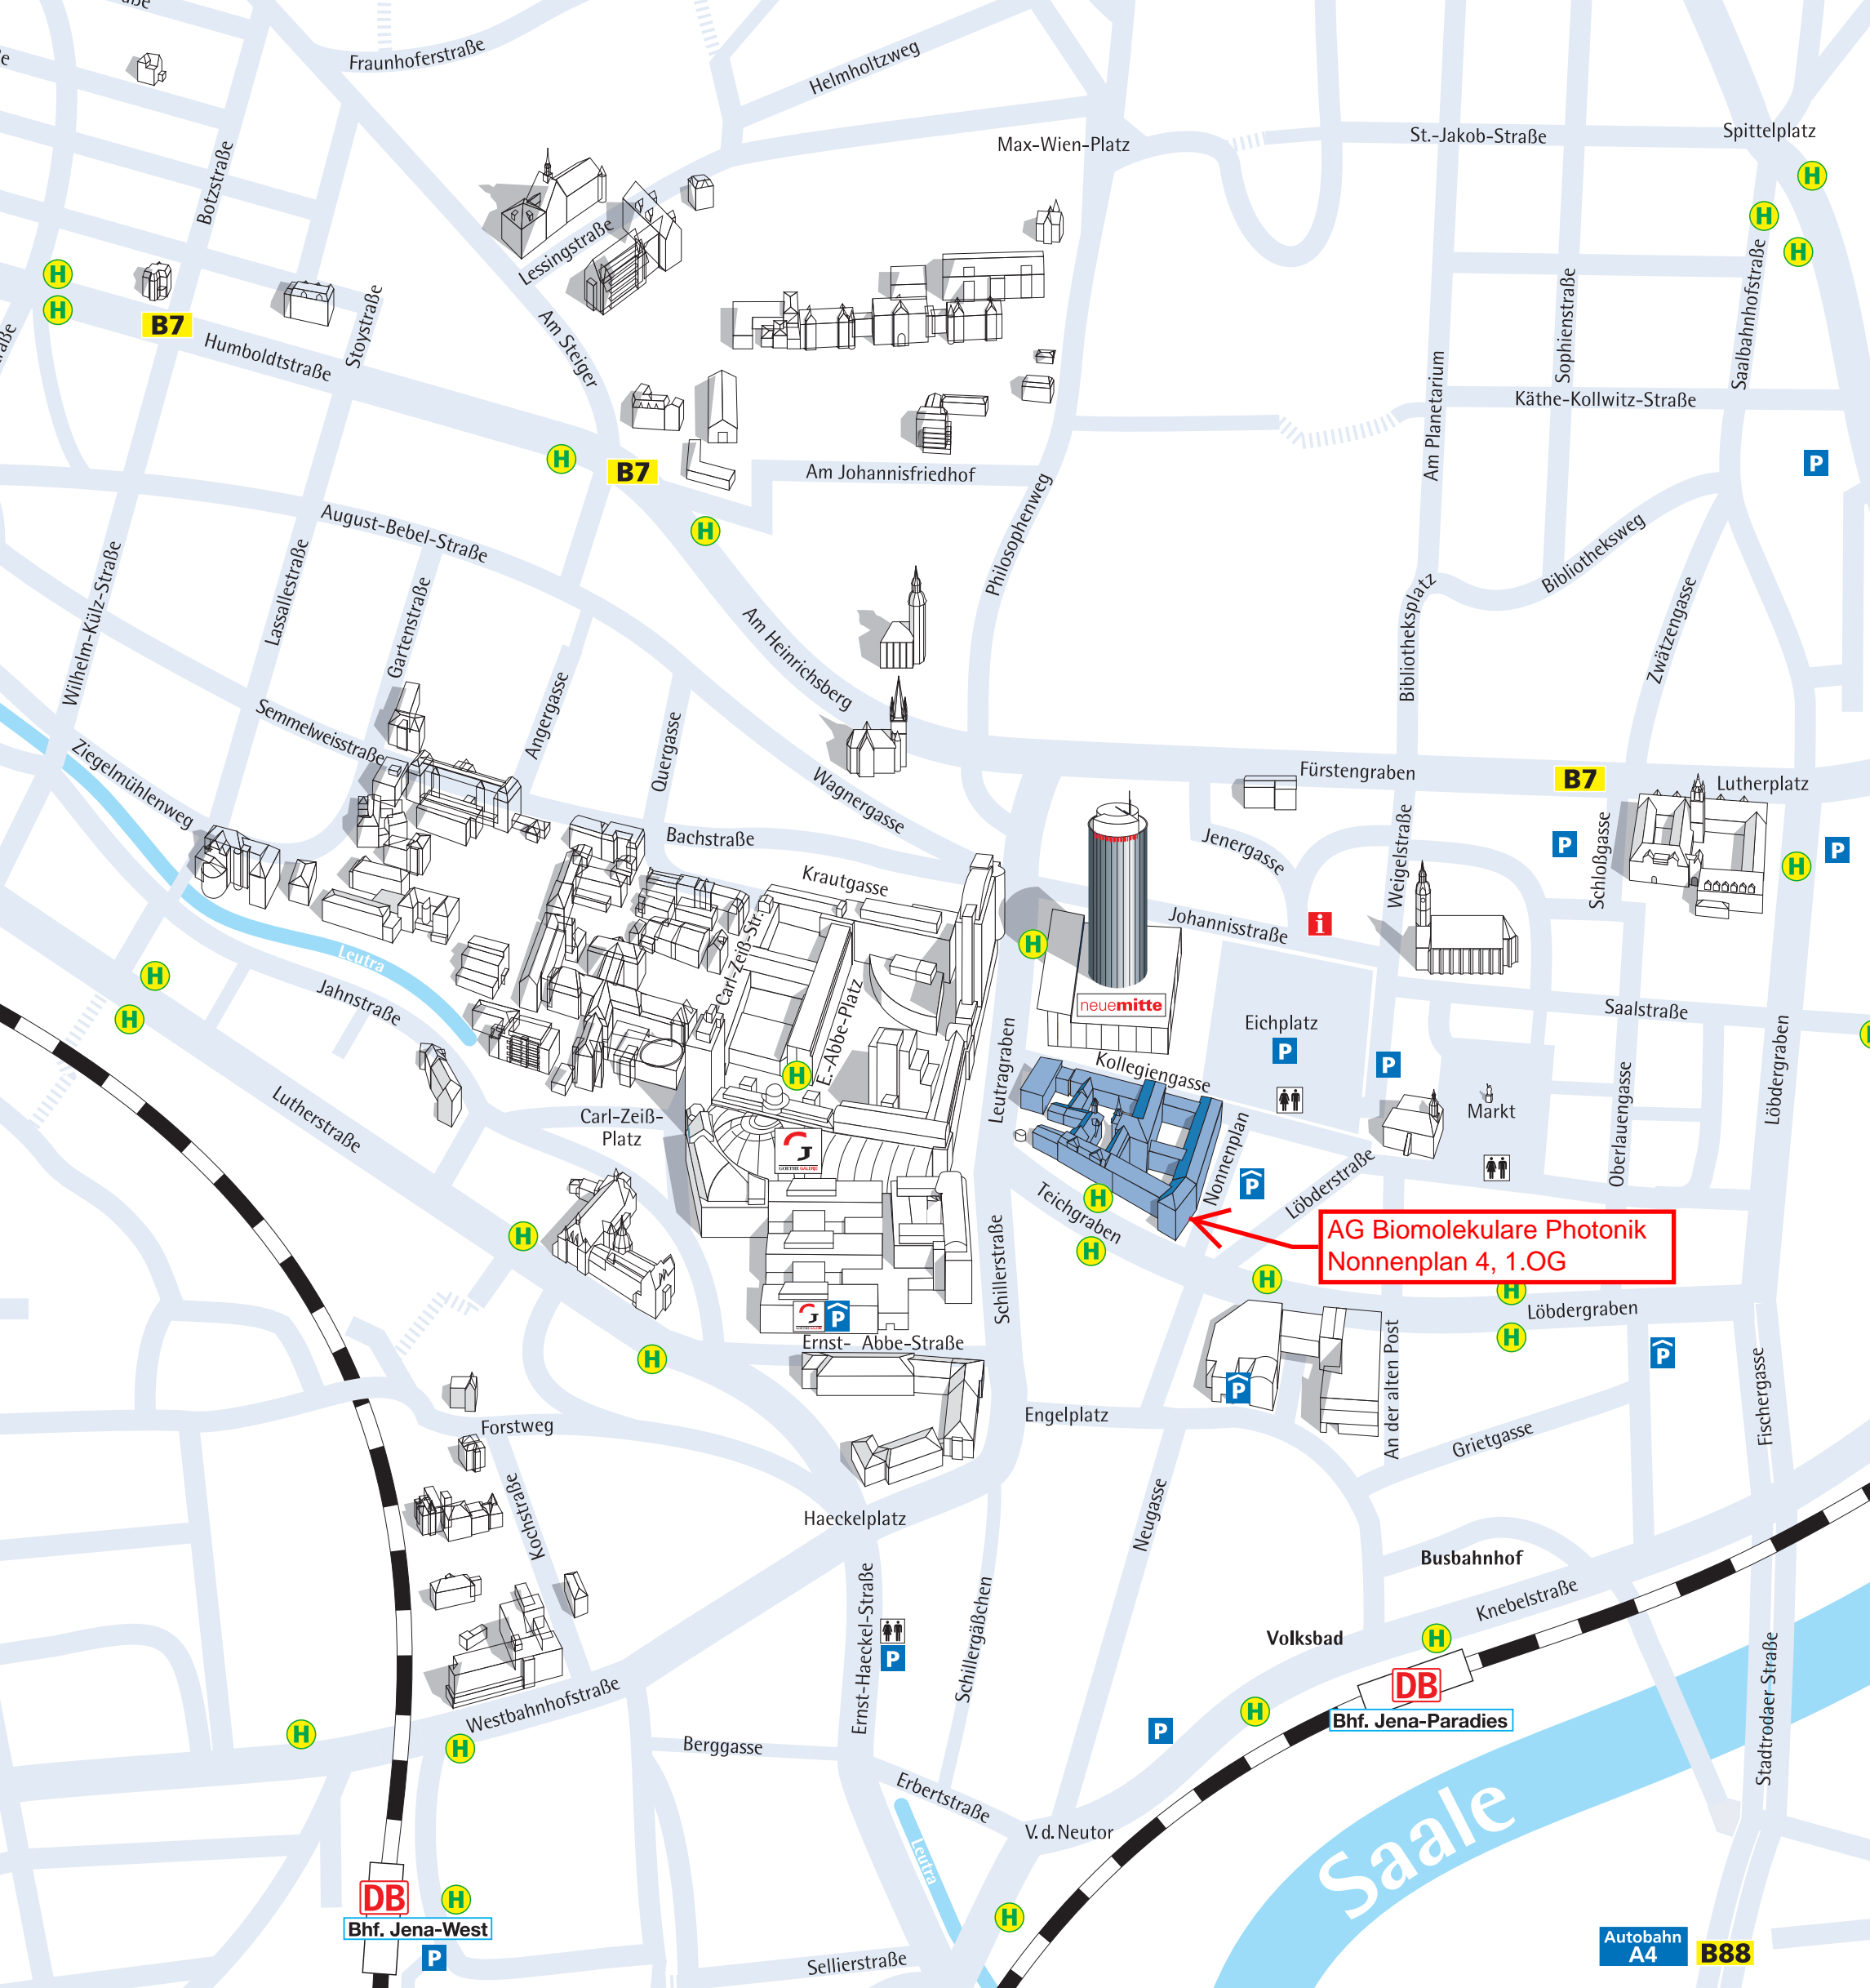 Fraunhoferstraße
Helmholtzweg
Max-Wien-Platz
St.-Jakob-Straße
Spittelplatz
H
Botzstraße
Lessingstraße
H
H
H
H
B7
Humboldtstraße
Stoystraße
Am Steiger
Am Planetarium
Sophienstraße
Saalbahnhofstraße
Käthe-Kollwitz-Straße
H
B7
Am Johannisfriedhof
P
H
August-Bebel-Straße
Philosophenweg
Bibliotheksweg
Wilhelm-Külz-Straße
Lassallestraße
Gartenstraße
Am Heinrichsberg
Bibliotheksplatz
Zwätzengasse
Angergasse
Quergasse
Semmelweisstraße
Ziegelmühlenweg
Wagnergasse
Fürstengraben
B7
Lutherplatz
Bachstraße
Krautgasse
Jenergasse
Weigelstraße
P
Schloßgasse
P
H
Johannisstraße
i
H
Carl-Zeiß-Str.
E.-Abbe-Platz
Leutra
H
H
Jahnstraße
neuemitte
Saalstraße
H
Eichplatz
P
P
Lutherstraße
H
Leutragraben
Kollegiengasse
Markt
Oberlauengasse
Löbdergraben
Carl-Zeiß-
Platz
GOETHE GALERIE
Nonnenplan
P
Löbderstraße
H
Teichgraben
H
H
AG Biomolekulare Photonik
Nonnenplan 4, 1.OG
H
H
Löbdergraben
H
Schillerstraße
P
H
Ernst- Abbe-Straße
P
P
An der alten Post
Fischergasse
Engelplatz
Grietgasse
Forstweg
Kochstraße
Haeckelplatz
Neugasse
Busbahnhof
Knebelstraße
Ernst-Haeckel-Straße
P
Schillergäßchen
Volksbad
H
DB
Bhf. Jena-Paradies
Stadtrodaer Straße
Westbahnhofstraße
H
H
H
P
Berggasse
Erbertstraße
V. d. Neutor
Leutra
Saale
DB
H
Bhf. Jena-West
P
H
Sellierstraße
Autobahn
A4
B88